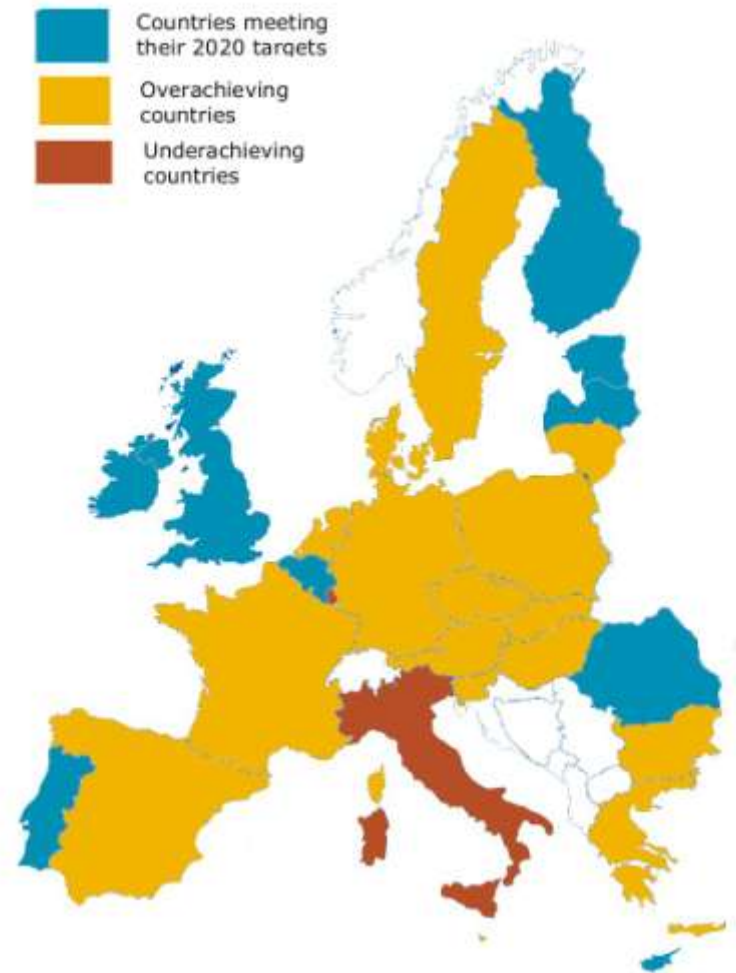 Countries meeting
their 2020 targets
Overachieving
countries
Underachieving
countries